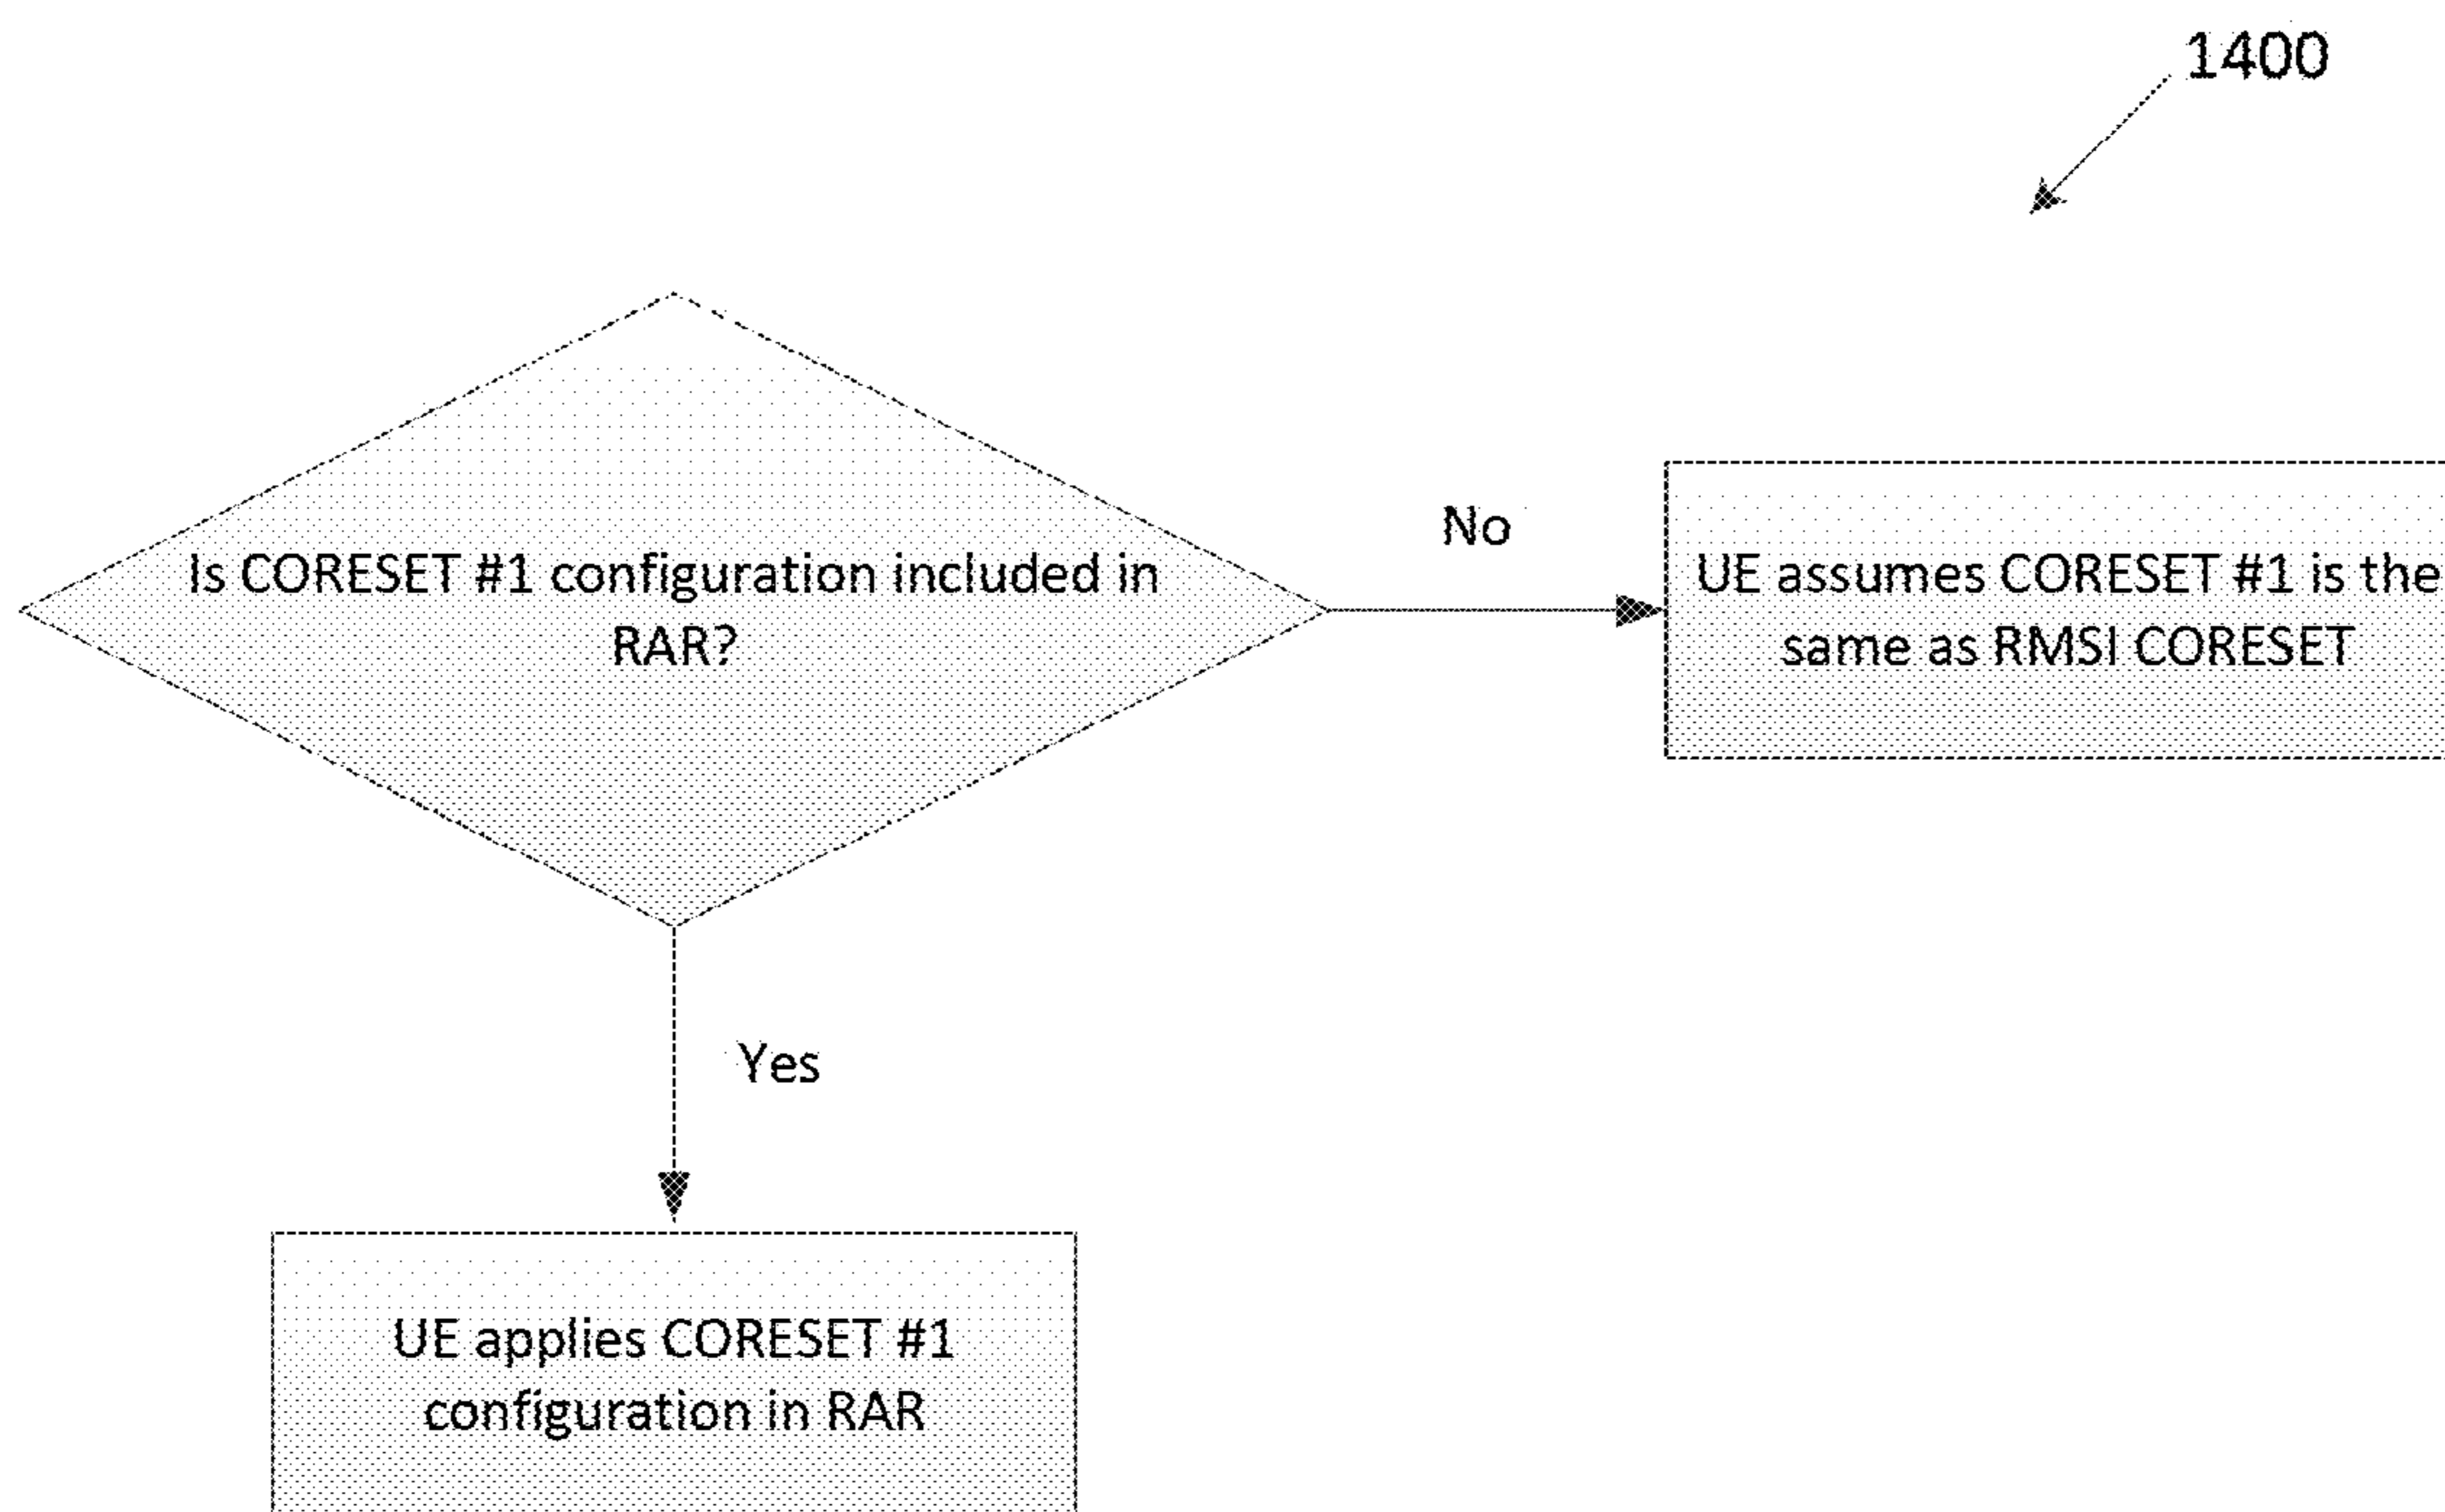 1400
Is CORESET #1 configuration included in
RAR?
No
UE assumes CORESET #1 is the
same as RMSI CORESET
Yes
UE applies CORESET #1
configuration in RAR